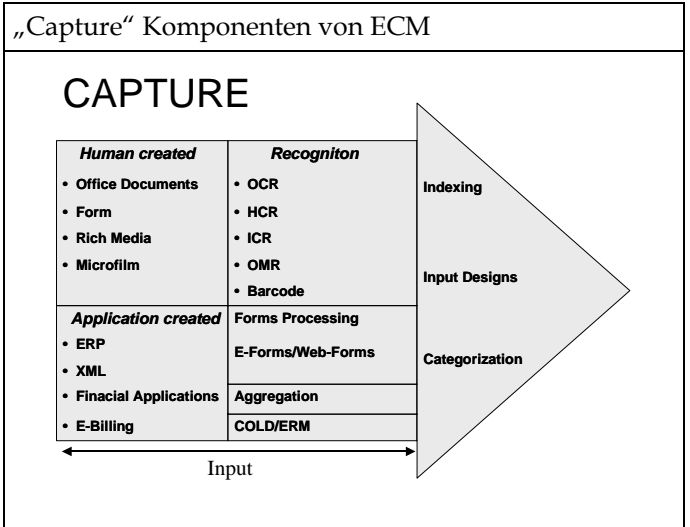 „Capture“ Komponenten von ECM
CAPTURE
Human created
• Office Documents
• Form
• Rich Media
• Microfilm
Recogniton
• OCR
• HCR
• ICR
• OMR
• Barcode
Application created
• ERP
• XML
• Finacial Applications
• E-Billing
Forms Processing
E-Forms/Web-Forms
Aggregation
COLD/ERM
Indexing
Input Designs
Categorization
Input